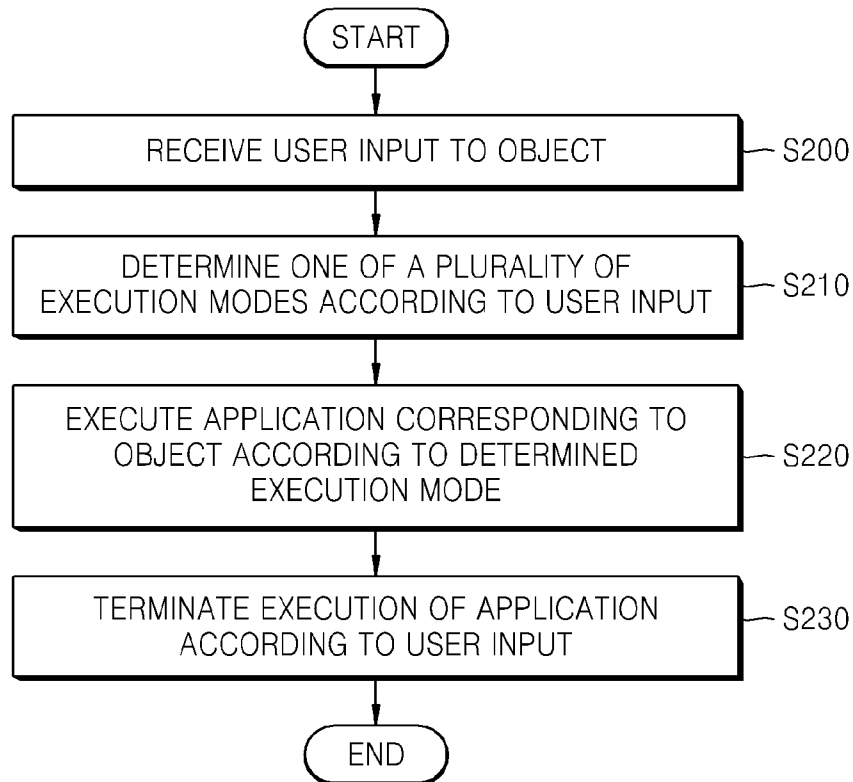 START
RECEIVE USER INPUT TO OBJECT
S200
DETERMINE ONE OF A PLURALITY OF
EXECUTION MODES ACCORDING TO USER INPUT
S210
EXECUTE APPLICATION CORRESPONDING TO
OBJECT ACCORDING TO DETERMINED
EXECUTION MODE
S220
TERMINATE EXECUTION OF APPLICATION
ACCORDING TO USER INPUT
S230
END